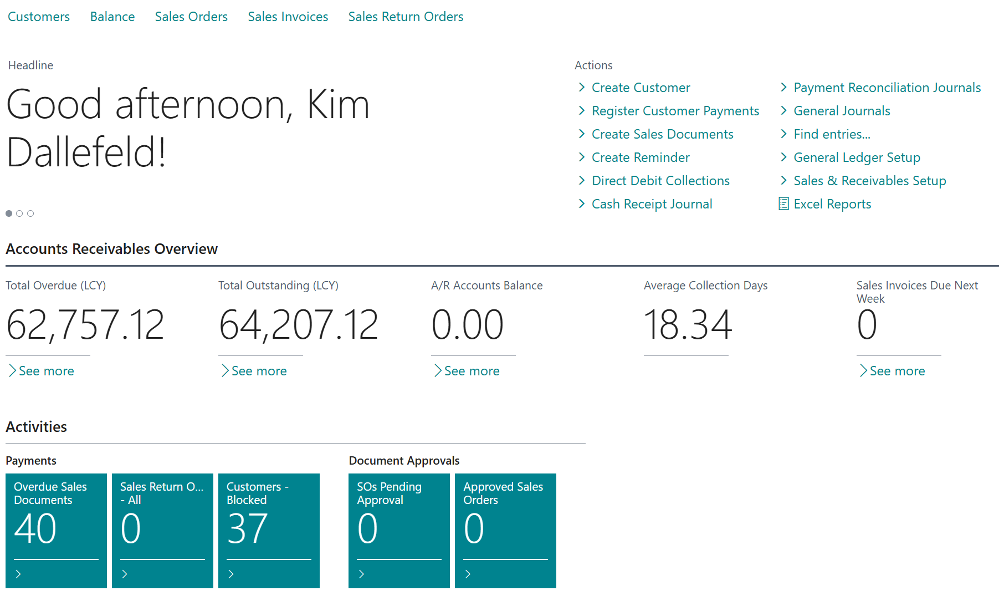 Customers Balance Sales Orders Sales Invoices Sales Return Orders
Headline
Good afternoon, Kim
Dallefeld!
Actions
Create Customer
Register Customer Payments
Create Sales Documents
Create Reminder
Direct Debit Collections
Cash Receipt Journal
Payment Reconciliation Journals
General Journals
Find entries...
General Ledger Setup
Sales & Receivables Setup
Excel Reports
Accounts Receivables Overview
Total Overdue (LCY)
62,757.12
See more
Total Outstanding (LCY)
64,207.12
See more
A/R Accounts Balance
0.00
See more
Average Collection Days
18.34
Sales Invoices Due Next
Week
0
See more
Activities
Payments
Overdue Sales
Documents
40
Sales Return O...
- All
0
Customers -
Blocked
37
Document Approvals
SOs Pending
Approval
0
Approved Sales
Orders
0